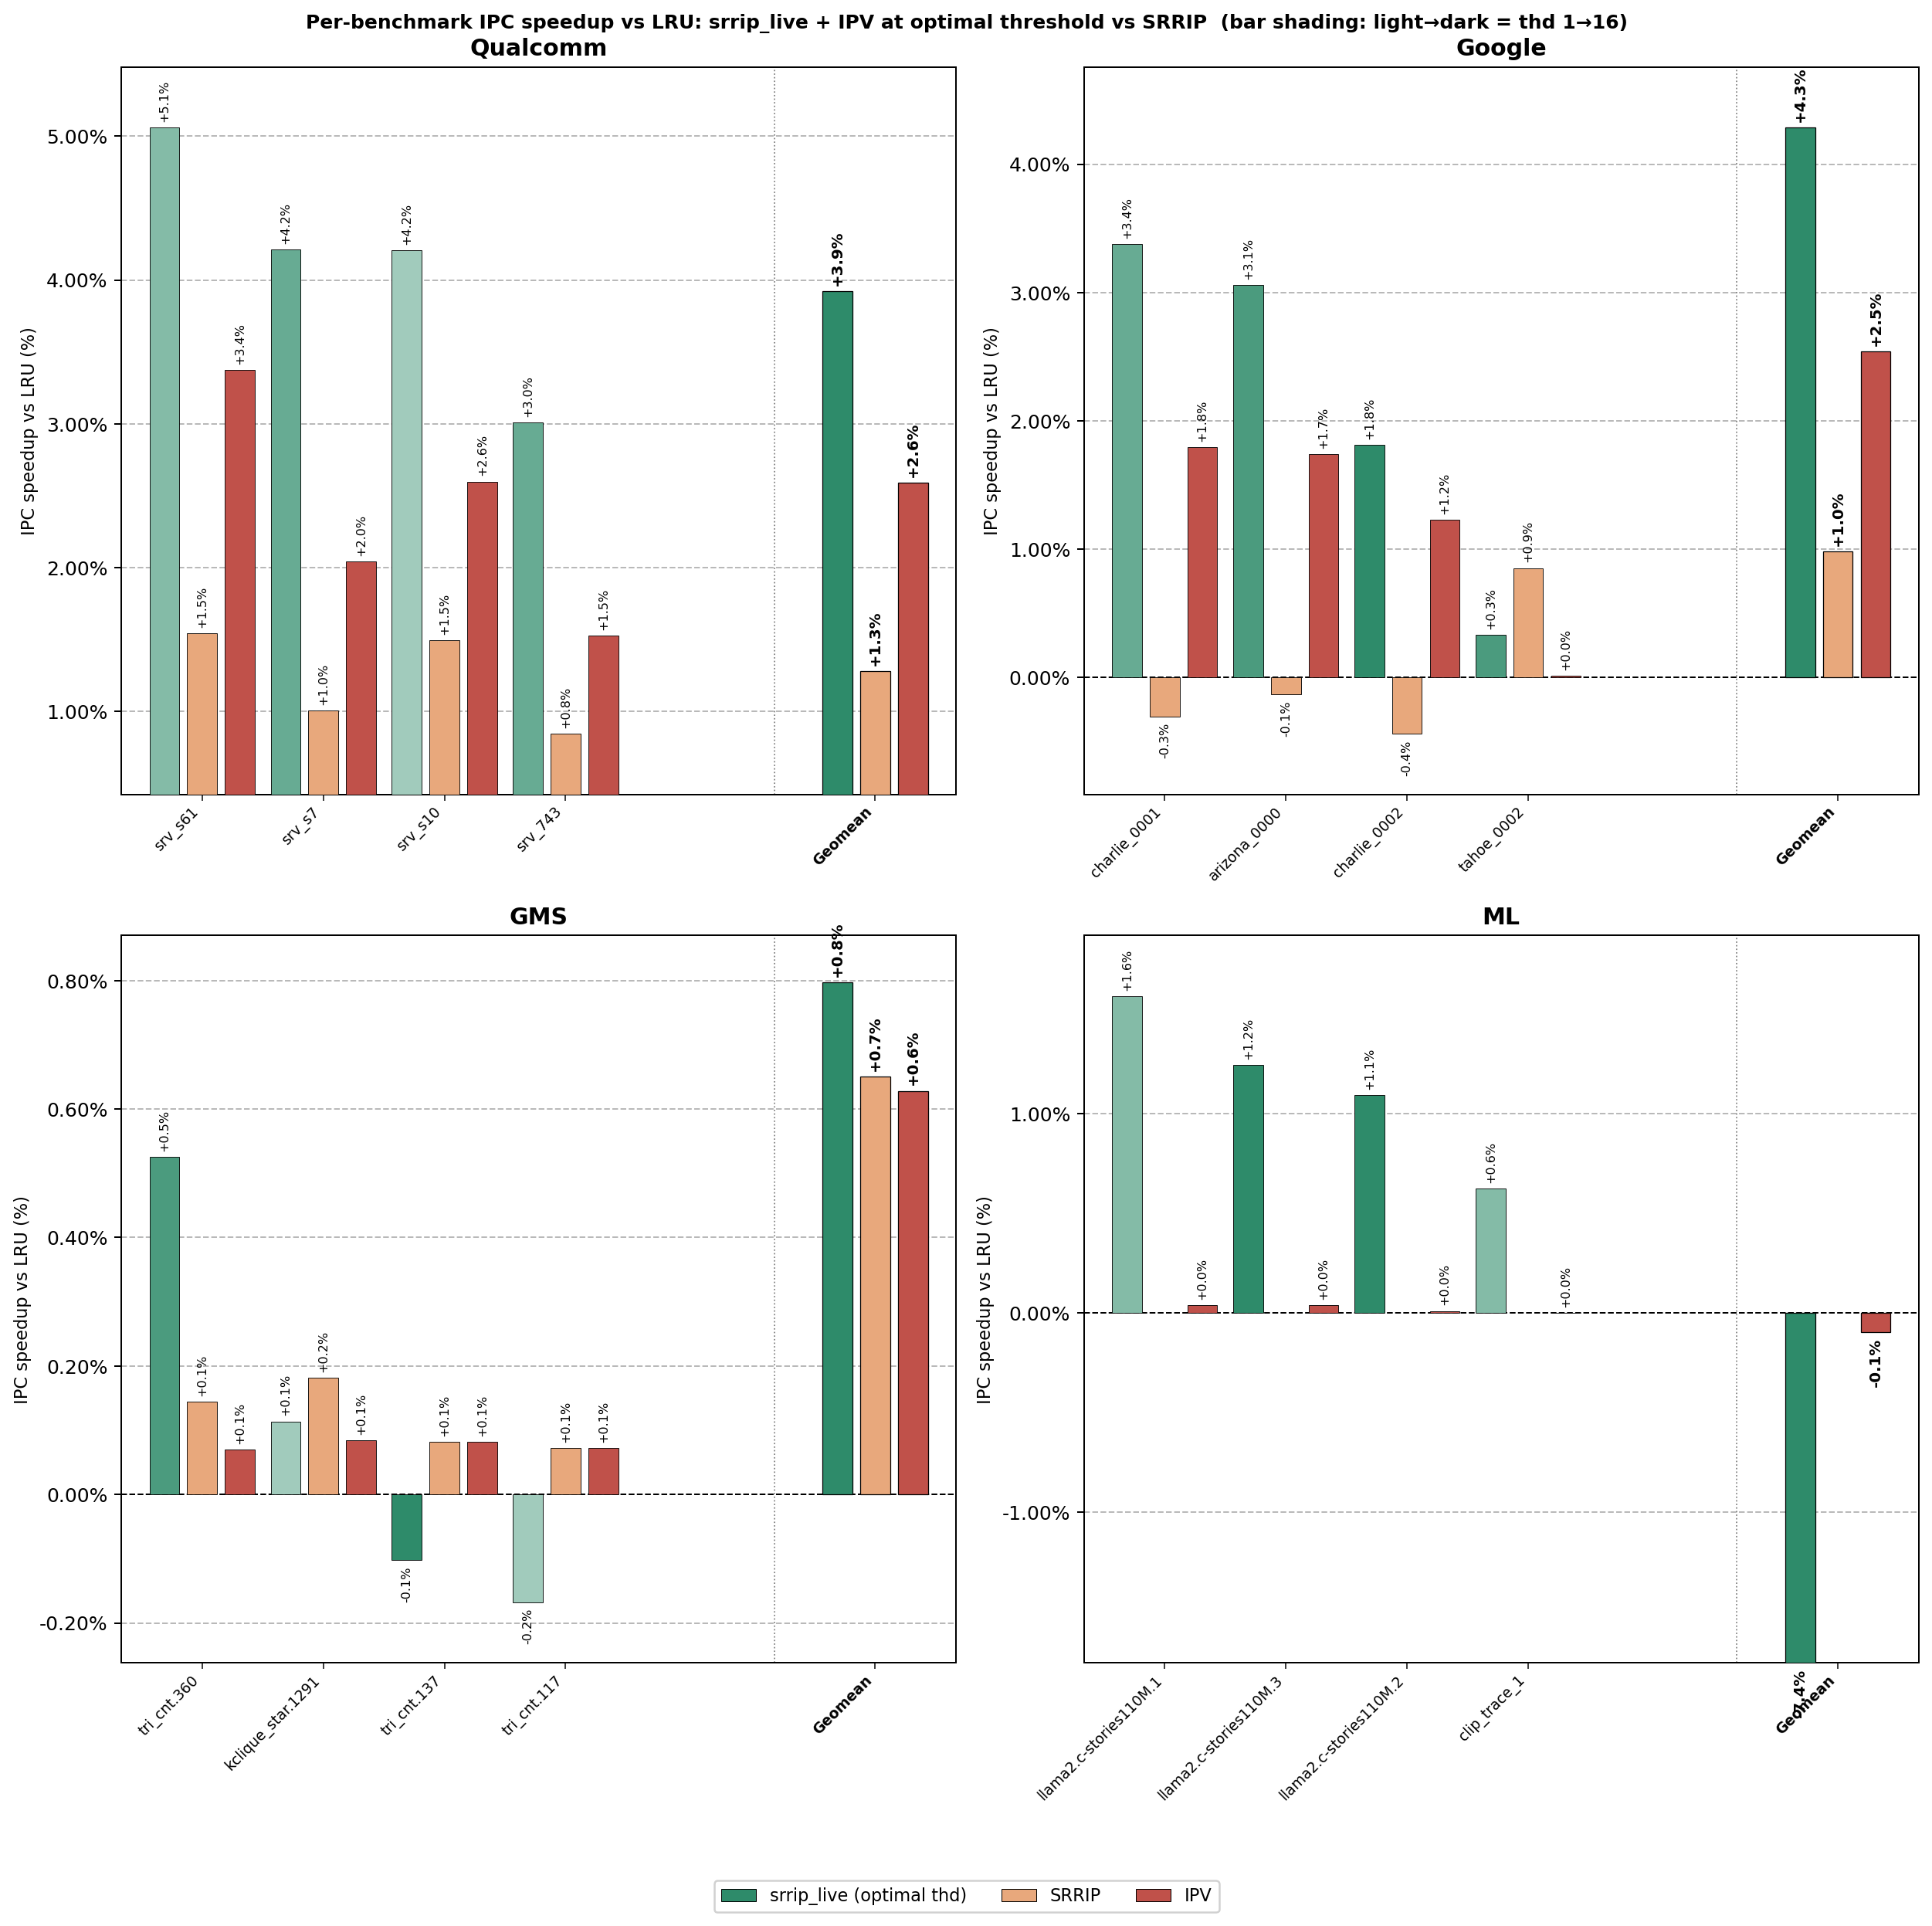 Per-benchmark IPC speedup vs LRU: srrip_live + IPV at optimal threshold vs SRRIP  (bar shading: light→dark = thd 1→16)
Qualcomm
IPC speedup vs LRU (%)
5.00%
4.00%
3.00%
2.00%
1.00%
+5.1%
+1.5%
+3.4%
+4.2%
+1.0%
+2.0%
+4.2%
+1.5%
+2.6%
+3.0%
+0.8%
+1.5%
+3.9%
+1.3%
+2.6%
srv_s61
srv_s7
srv_s10
srv_743
Geomean
Google
IPC speedup vs LRU (%)
4.00%
3.00%
2.00%
1.00%
0.00%
+3.4%
-0.3%
+1.8%
+3.1%
-0.1%
+1.7%
+1.8%
-0.4%
+1.2%
+0.3%
+0.9%
+0.0%
+4.3%
+1.0%
+2.5%
charlie_0001
arizona_0000
charlie_0002
tahoe_0002
Geomean
GMS
IPC speedup vs LRU (%)
0.80%
0.60%
0.40%
0.20%
0.00%
-0.20%
+0.5%
+0.1%
+0.1%
+0.1%
+0.2%
+0.1%
-0.1%
+0.1%
+0.1%
-0.2%
+0.1%
+0.1%
+0.8%
+0.7%
+0.6%
tri_cnt.360
kclique_star.1291
tri_cnt.137
tri_cnt.117
Geomean
ML
IPC speedup vs LRU (%)
1.00%
0.00%
-1.00%
+1.6%
+0.0%
+1.2%
+0.0%
+1.1%
+0.0%
+0.6%
+0.0%
-0.1%
llama2.c-stories110M.1
llama2.c-stories110M.3
llama2.c-stories110M.2
clip_trace_1
Geomean
srrip_live (optimal thd)
SRRIP
IPV